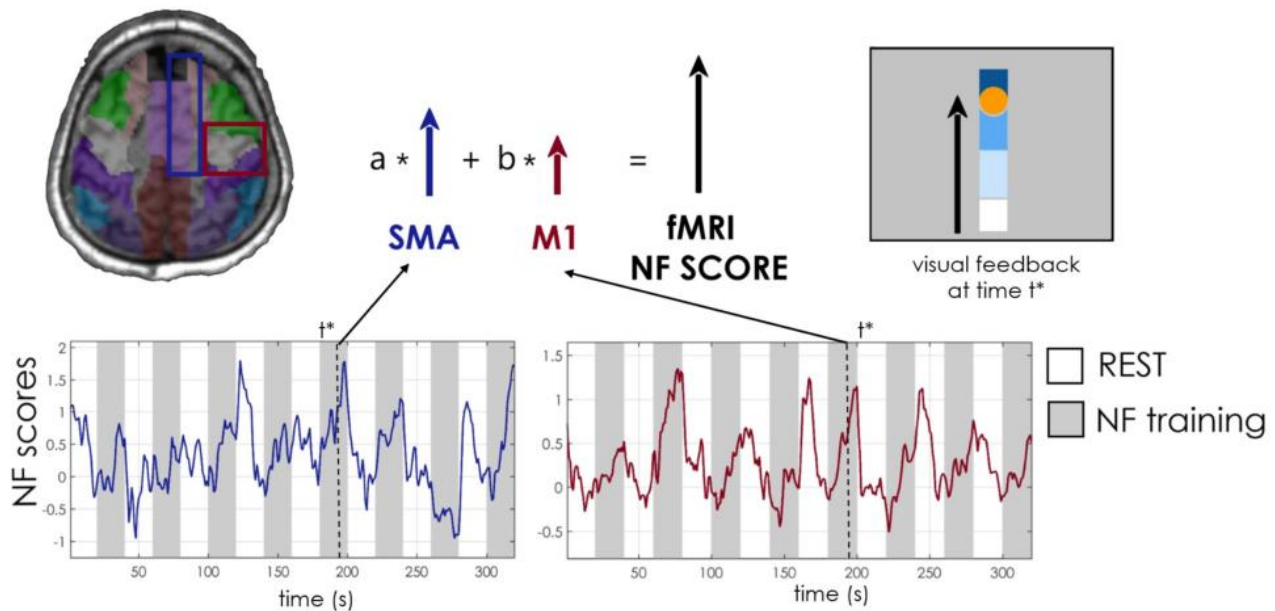 a * + b * =
SMA
M1
fMRI
NF SCORE
visual feedback
at time t*
t*
t*
NF scores
2
1.5
1
0.5
0
-0.5
-1
50
100
150
200
250
300
time (s)
1.5
1
0.5
0
-0.5
50
100
150
200
250
300
time (s)
REST
NF training